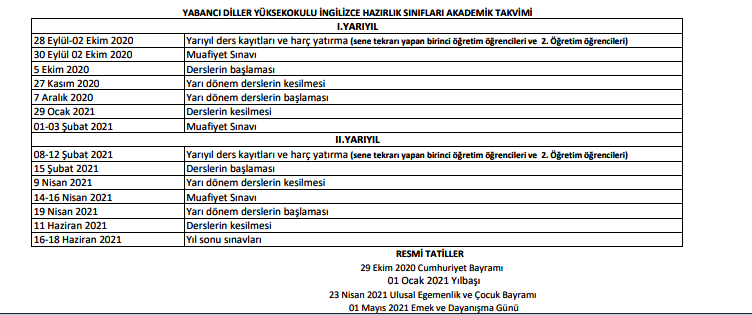 YABANCI DİLLER YÜKSEKOKULU İNGİLİZCE HAZIRLIK SINIFLARI AKADEMİK TAKVİMİ
I.YARIYIL
28 Eylül-02 Ekim 2020 Yarıyıl ders kayıtları ve harç yatırma (sene tekrarı yapan birinci öğretim öğrencileri ve 2. Öğretim öğrencileri)
30 Eylül 02 Ekim 2020 Muafiyet Sınavı
5 Ekim 2020 Derslerin başlaması
27 Kasım 2020 Yarı dönem derslerin kesilmesi
7 Aralık 2020 Yarı dönem derslerin başlaması
29 Ocak 2021 Derslerin kesilmesi
01-03 Şubat 2021 Muafiyet Sınavı
II.YARIYIL
08-12 Şubat 2021 Yarıyıl ders kayıtları ve harç yatırma (sene tekrarı yapan birinci öğretim öğrencileri ve 2. Öğretim öğrencileri)
15 Şubat 2021 Derslerin başlaması
9 Nisan 2021 Yarı dönem derslerin kesilmesi
14-16 Nisan 2021 Muafiyet Sınavı
19 Nisan 2021 Yarı dönem derslerin başlaması
11 Haziran 2021 Derslerin kesilmesi
16-18 Haziran 2021 Yıl sonu sınavları
RESMİ TATİLLER
29 Ekim 2020 Cumhuriyet Bayramı
01 Ocak 2021 Yılbaşı
23 Nisan 2021 Ulusal Egemenlik ve Çocuk Bayramı
01 Mayıs 2021 Emek ve Dayanışma Günü